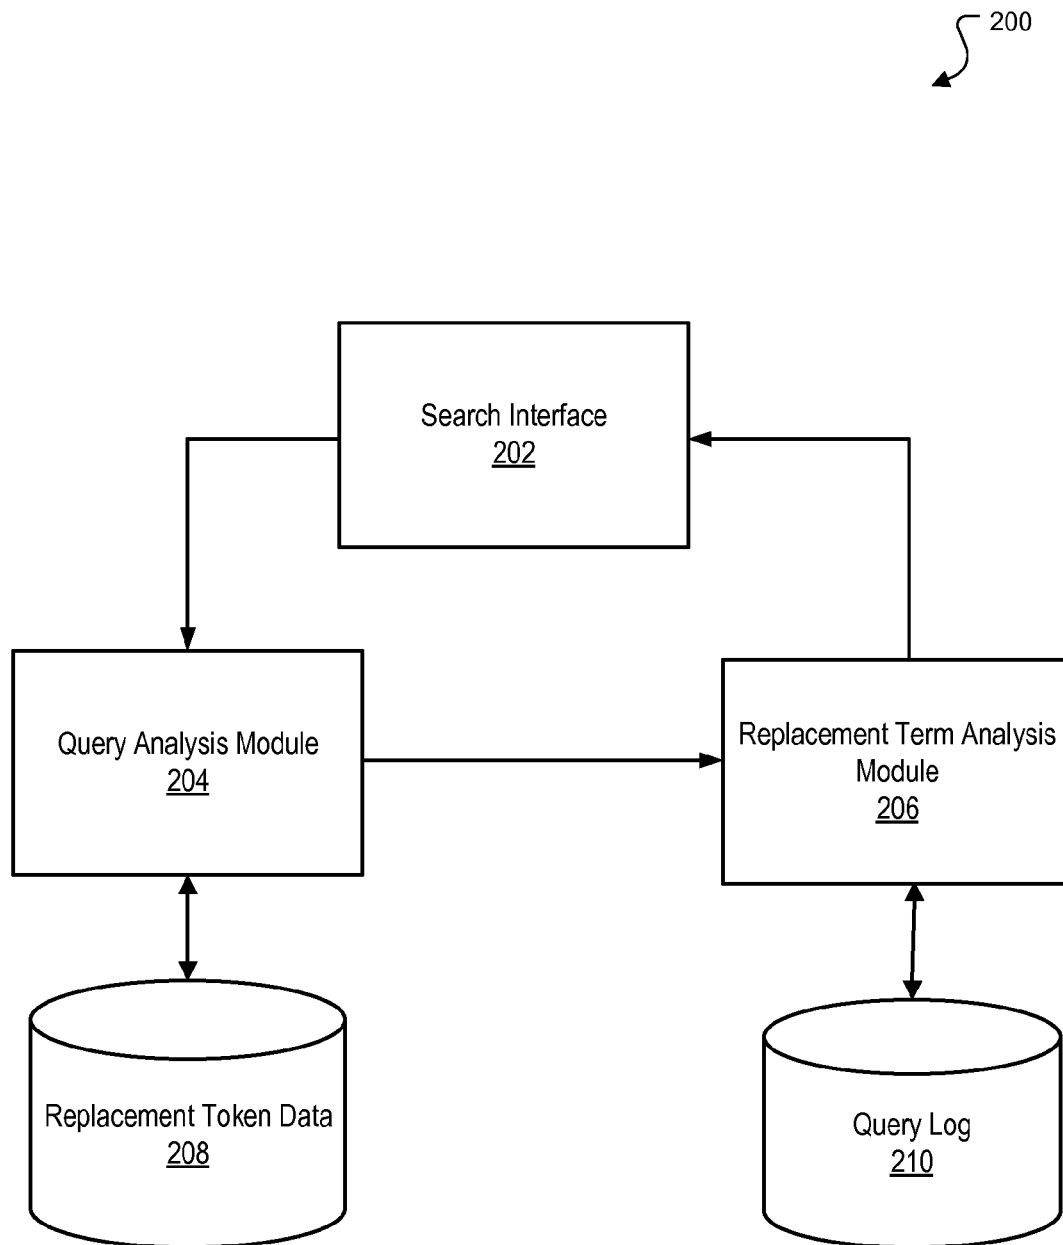 200
Search Interface
202
Query Analysis Module
204
Replacement Term Analysis
Module
206
Replacement Token Data
208
Query Log
210